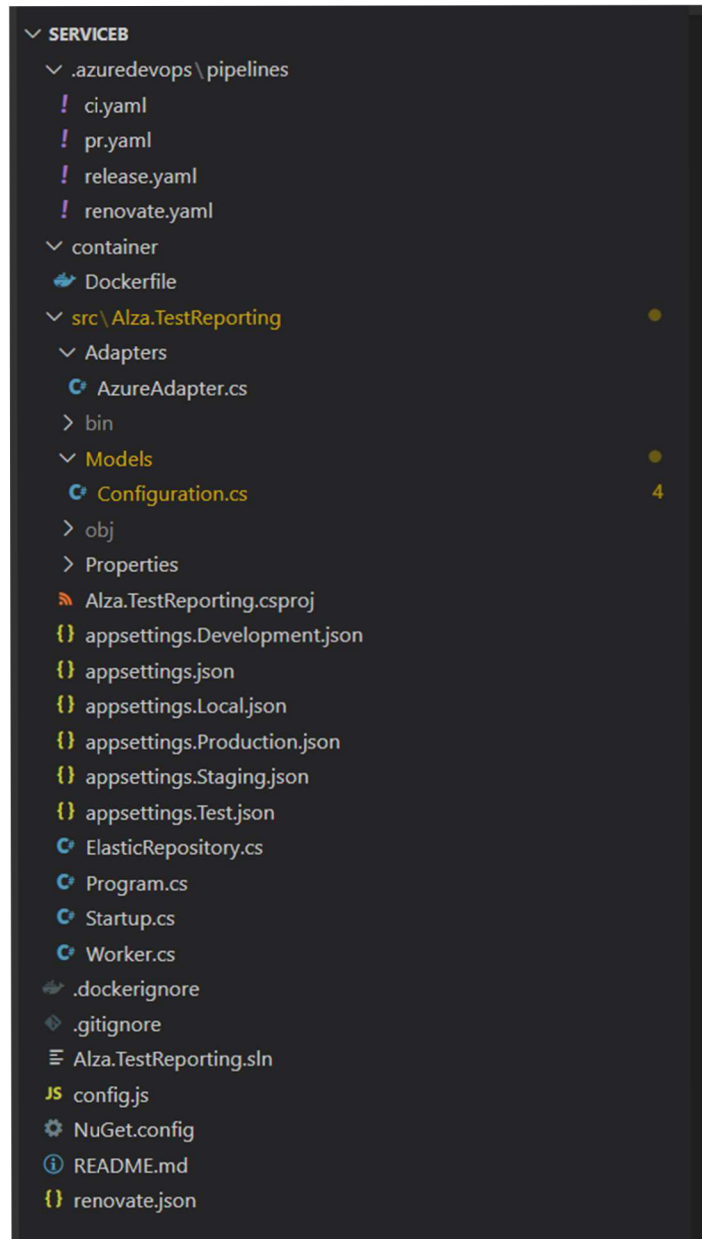 SERVICEB
.azuredevops\pipelines
! ci.yaml
! pr.yaml
! release.yaml
! renovate.yaml
container
Dockerfile
src\Alza.TestReporting
Adapters
C# AzureAdapter.cs
bin
Models
C# Configuration.cs 4
obj
Properties
Alza.TestReporting.csproj
{} appsettings.Development.json
{} appsettings.json
{} appsettings.Local.json
{} appsettings.Production.json
{} appsettings.Staging.json
{} appsettings.Test.json
C# ElasticRepository.cs
C# Program.cs
C# Startup.cs
C# Worker.cs
.dockerignore
.gitignore
Alza.TestReporting.sln
JS config.js
NuGet.config
README.md
{} renovate.json